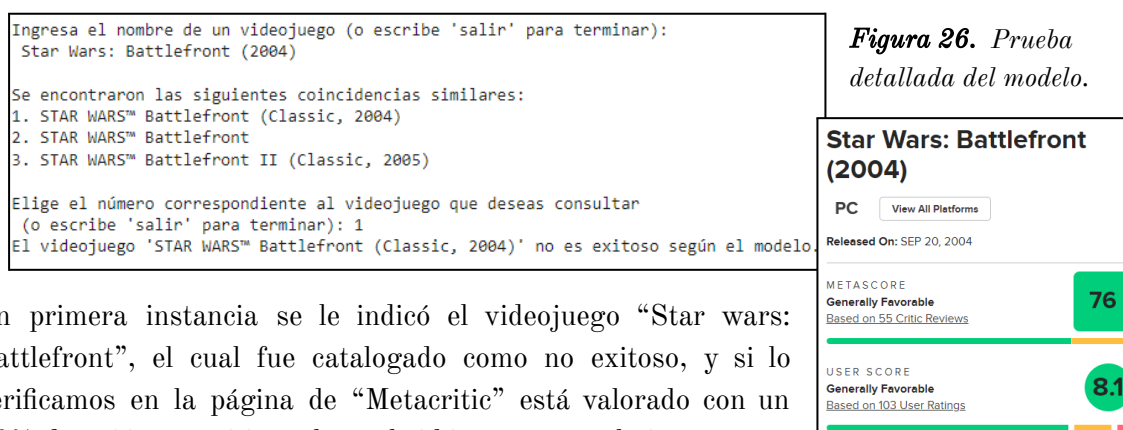 Ingresa el nombre de un videojuego (o escribe 'salir' para terminar):
Star Wars: Battlefront (2004)
Se encontraron las siguientes coincidencias similares:
1. STAR WARS™ Battlefront (Classic, 2004)
2. STAR WARS™ Battlefront
3. STAR WARS™ Battlefront II (Classic, 2005)
Elige el número correspondiente al videojuego que deseas consultar
(o escribe 'salir' para terminar): 1
El videojuego 'STAR WARS™ Battlefront (Classic, 2004)' no es exitoso según el modelo.
Figura 26. Prueba
detallada del modelo.
Star Wars: Battlefront
(2004)
PC View All Platforms
Released On: SEP 20, 2004
METASCORE
Generally Favorable
Based on 55 Critic Reviews
76
USER SCORE
Generally Favorable
Based on 103 User Ratings
8.1
n primera instancia se le indicó el videojuego “Star wars:
attlefront”, el cual fue catalogado como no exitoso, y si lo
erificamos en la página de “Metacritic” está valorado con un